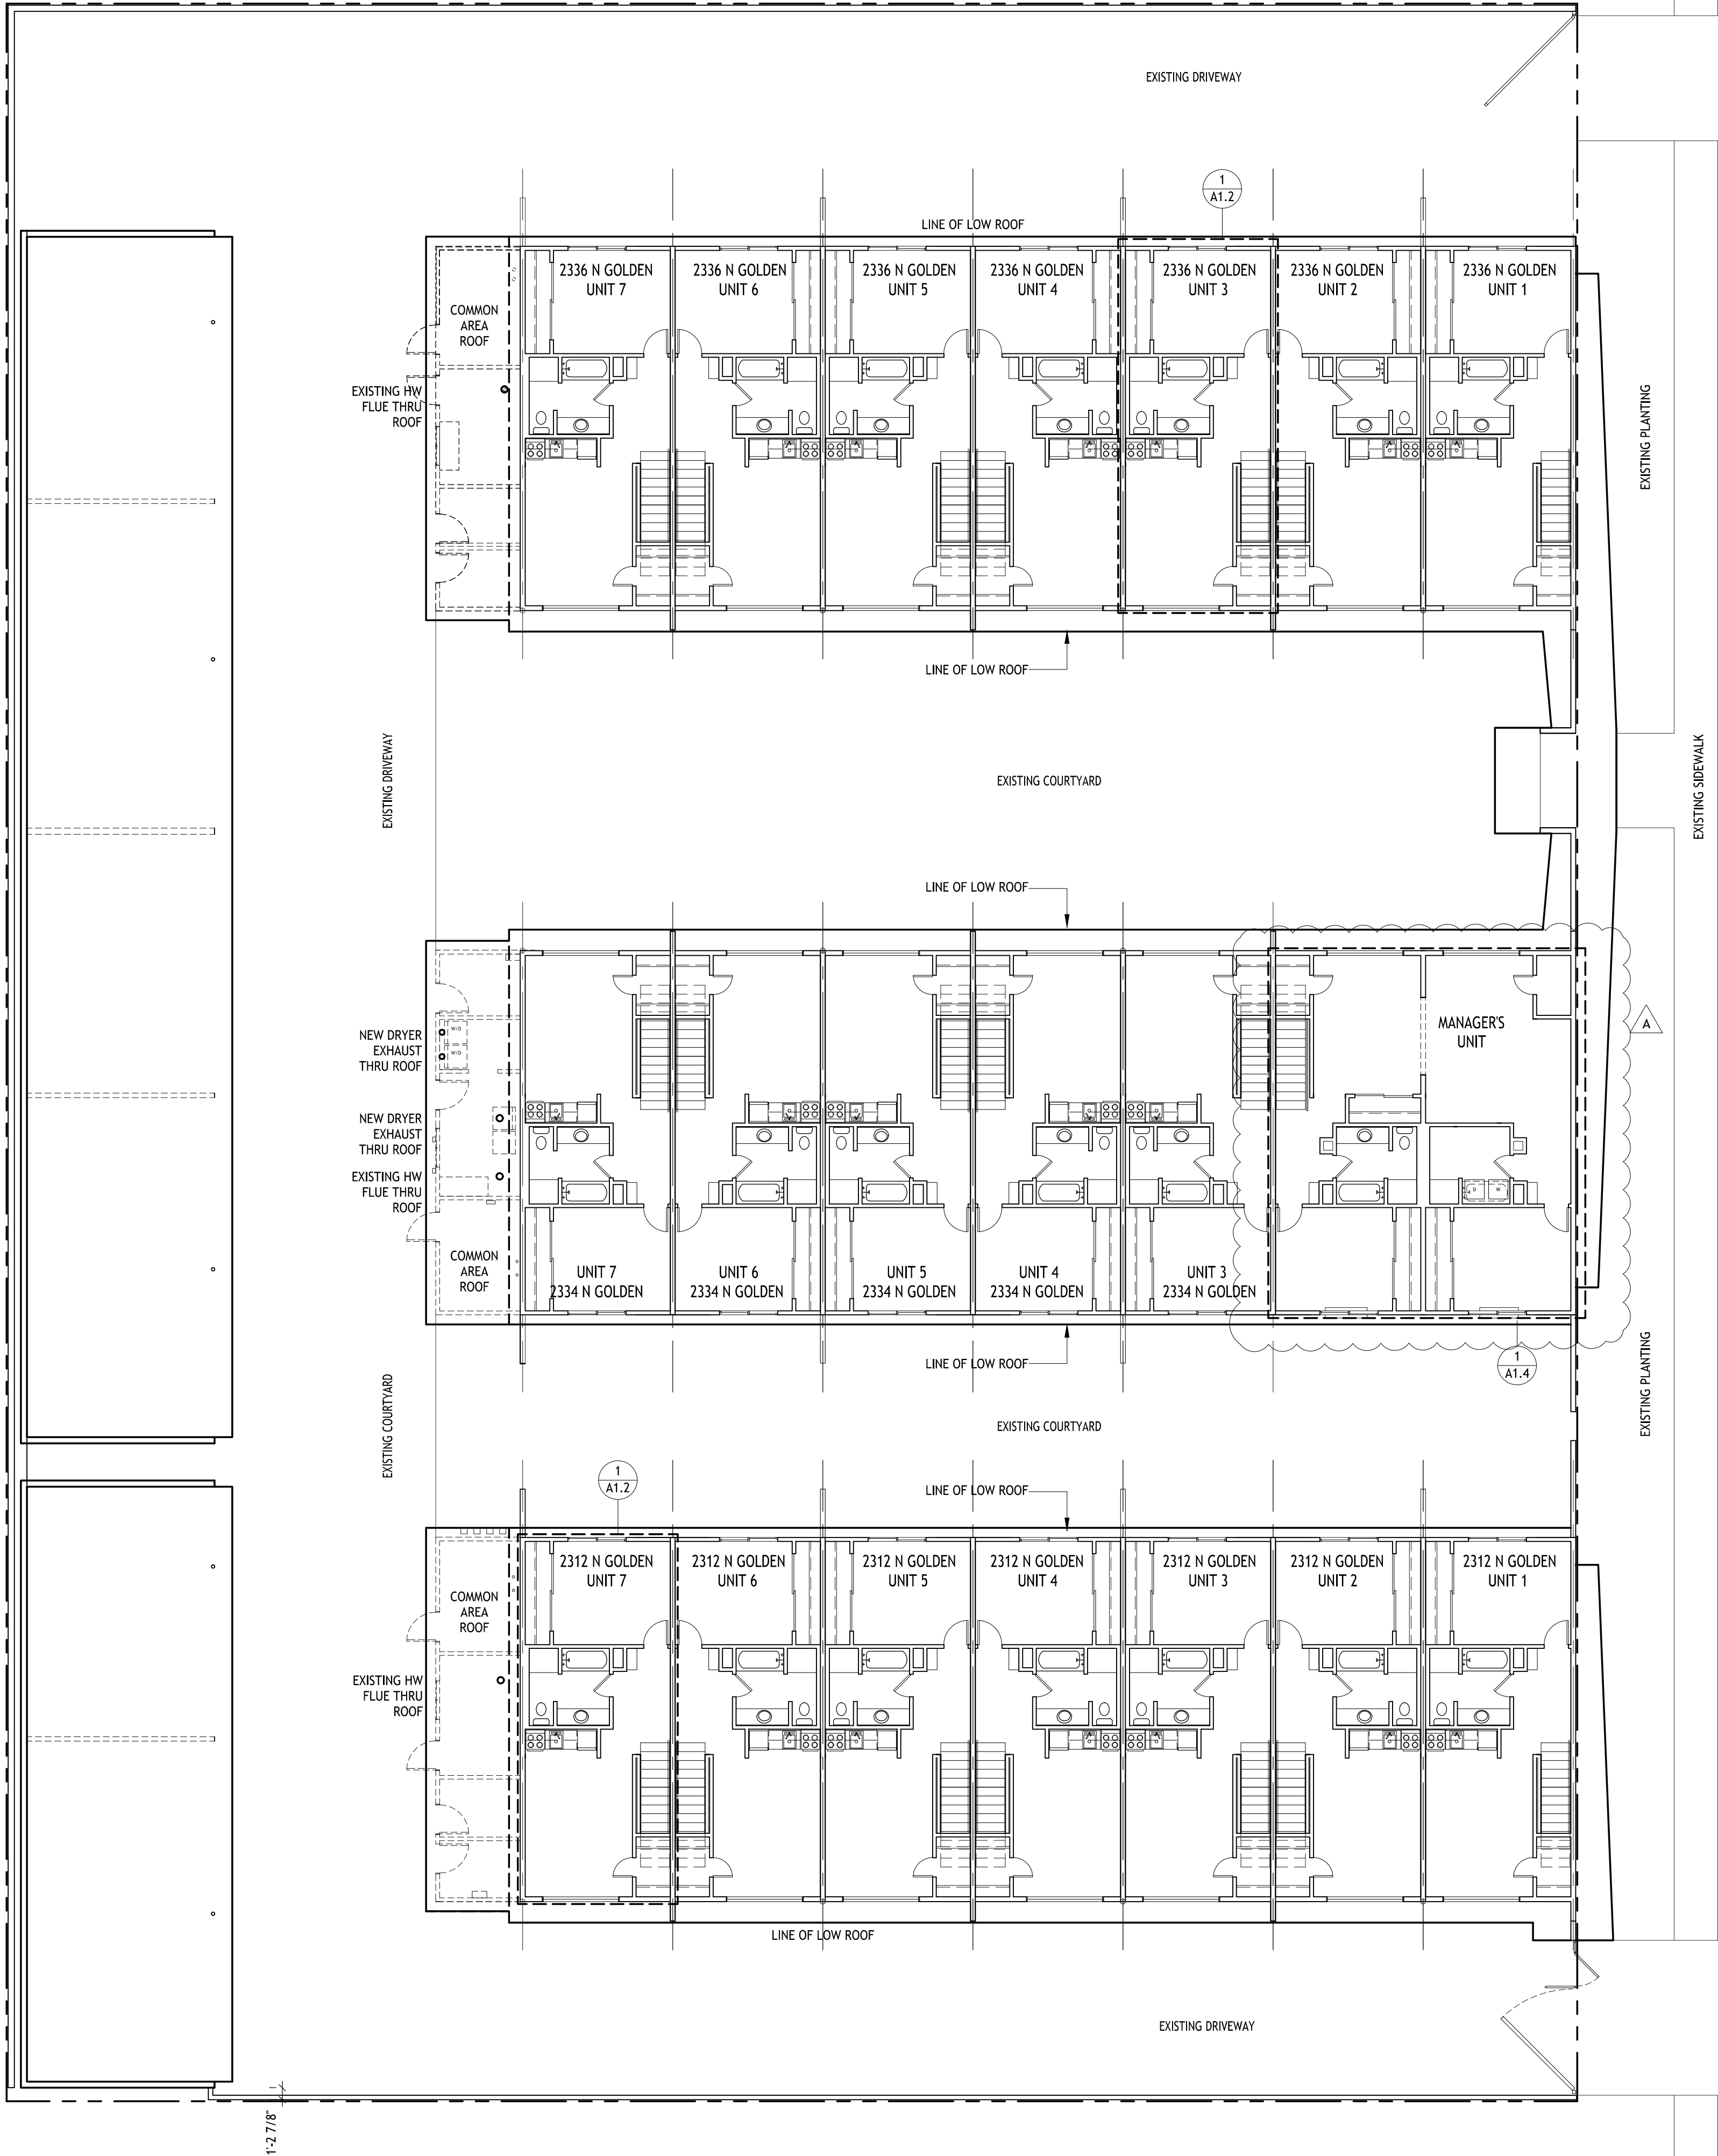 EXISTING DRIVEWAY
1
A1.2
LINE OF LOW ROOF
2336 N GOLDEN
UNIT 7
2336 N GOLDEN
UNIT 6
2336 N GOLDEN
UNIT 5
2336 N GOLDEN
UNIT 4
2336 N GOLDEN
UNIT 3
2336 N GOLDEN
UNIT 2
2336 N GOLDEN
UNIT 1
COMMON
AREA
ROOF
EXISTING HW
FLUE THRU
ROOF
EXISTING PLANTING
LINE OF LOW ROOF
EXISTING DRIVEWAY
EXISTING COURTYARD
EXISTING SIDEWALK
LINE OF LOW ROOF
NEW DRYER
EXHAUST
THRU ROOF
W/D
W/D
MANAGER'S
UNIT
A
NEW DRYER
EXHAUST
THRU ROOF
EXISTING HW
FLUE THRU
ROOF
D
W
COMMON
AREA
ROOF
UNIT 7
2334 N GOLDEN
UNIT 6
2334 N GOLDEN
UNIT 5
2334 N GOLDEN
UNIT 4
2334 N GOLDEN
UNIT 3
2334 N GOLDEN
LINE OF LOW ROOF
1
A1.4
EXISTING PLANTING
EXISTING COURTYARD
EXISTING COURTYARD
1
A1.2
LINE OF LOW ROOF
2312 N GOLDEN
UNIT 7
2312 N GOLDEN
UNIT 6
2312 N GOLDEN
UNIT 5
2312 N GOLDEN
UNIT 4
2312 N GOLDEN
UNIT 3
2312 N GOLDEN
UNIT 2
2312 N GOLDEN
UNIT 1
COMMON
AREA
ROOF
EXISTING HW
FLUE THRU
ROOF
LINE OF LOW ROOF
EXISTING DRIVEWAY
1'-2 7/8"